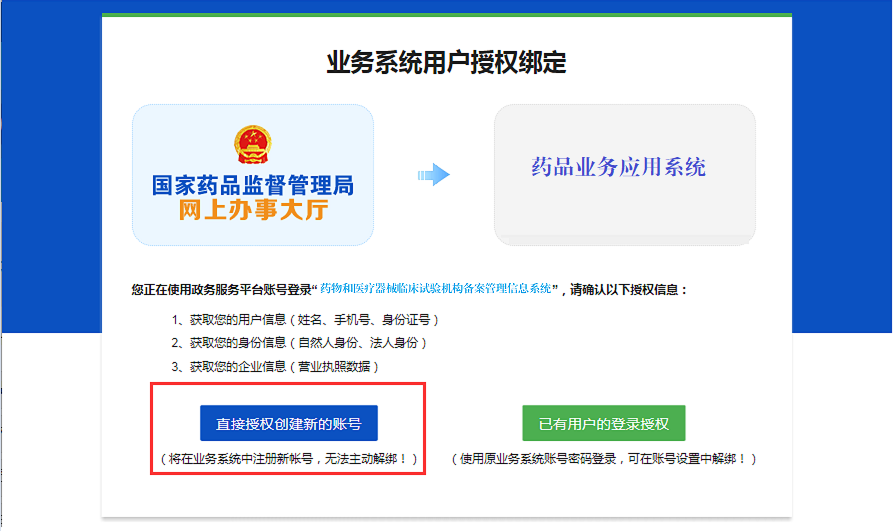 业务系统用户授权绑定
国家药品监督管理局
网上办事大厅
药品业务应用系统
您正在使用政务服务平台账号登录“药物和医疗器械临床试验机构备案管理信息系统”，请确认以下授权信息：
1、获取您的用户信息（姓名、手机号、身份证号）
2、获取您的身份信息（自然人身份、法人身份）
3、获取您的企业信息（营业执照数据）
直接授权创建新的账号
已有用户的登录授权
（将在业务系统中注册新帐号，无法主动解绑！）
（使用原业务系统账号密码登录，可在账号设置中解绑！）